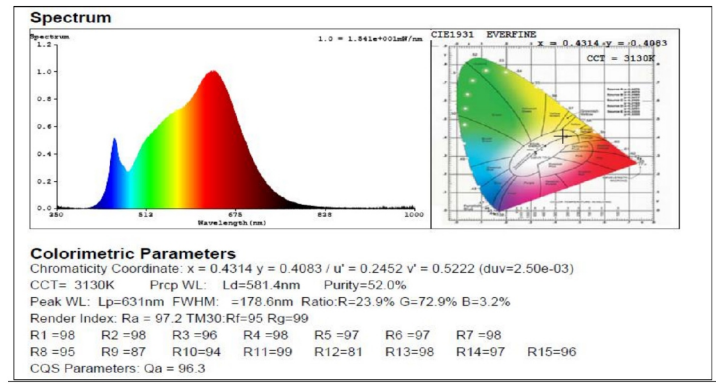 Spectrum
Spectrum
1.0 = 1.841e+001mW/nm
1.2
1.0
0.8
0.6
0.4
0.2
0.0
350 513 675 838 1000
Wavelength(nm)
CIE1931 EVERFINE
x = 0.4314 y = 0.4083
CCT = 3130K
Colorimetric Parameters
Chromaticity Coordinate: x = 0.4314 y = 0.4083 / u' = 0.2452 v' = 0.5222 (duv=2.50e-03)
CCT= 3130K Prcp WL: Ld=581.4nm Purity=52.0%
Peak WL: Lp=631nm FWHM: =178.6nm Ratio:R=23.9% G=72.9% B=3.2%
Render Index: Ra = 97.2 TM30:Rf=95 Rg=99
R1 =98 R2 =98 R3 =96 R4 =98 R5 =97 R6 =97 R7 =98
R8 =95 R9 =87 R10=94 R11=99 R12=81 R13=98 R14=97 R15=96
CQS Parameters: Qa = 96.3